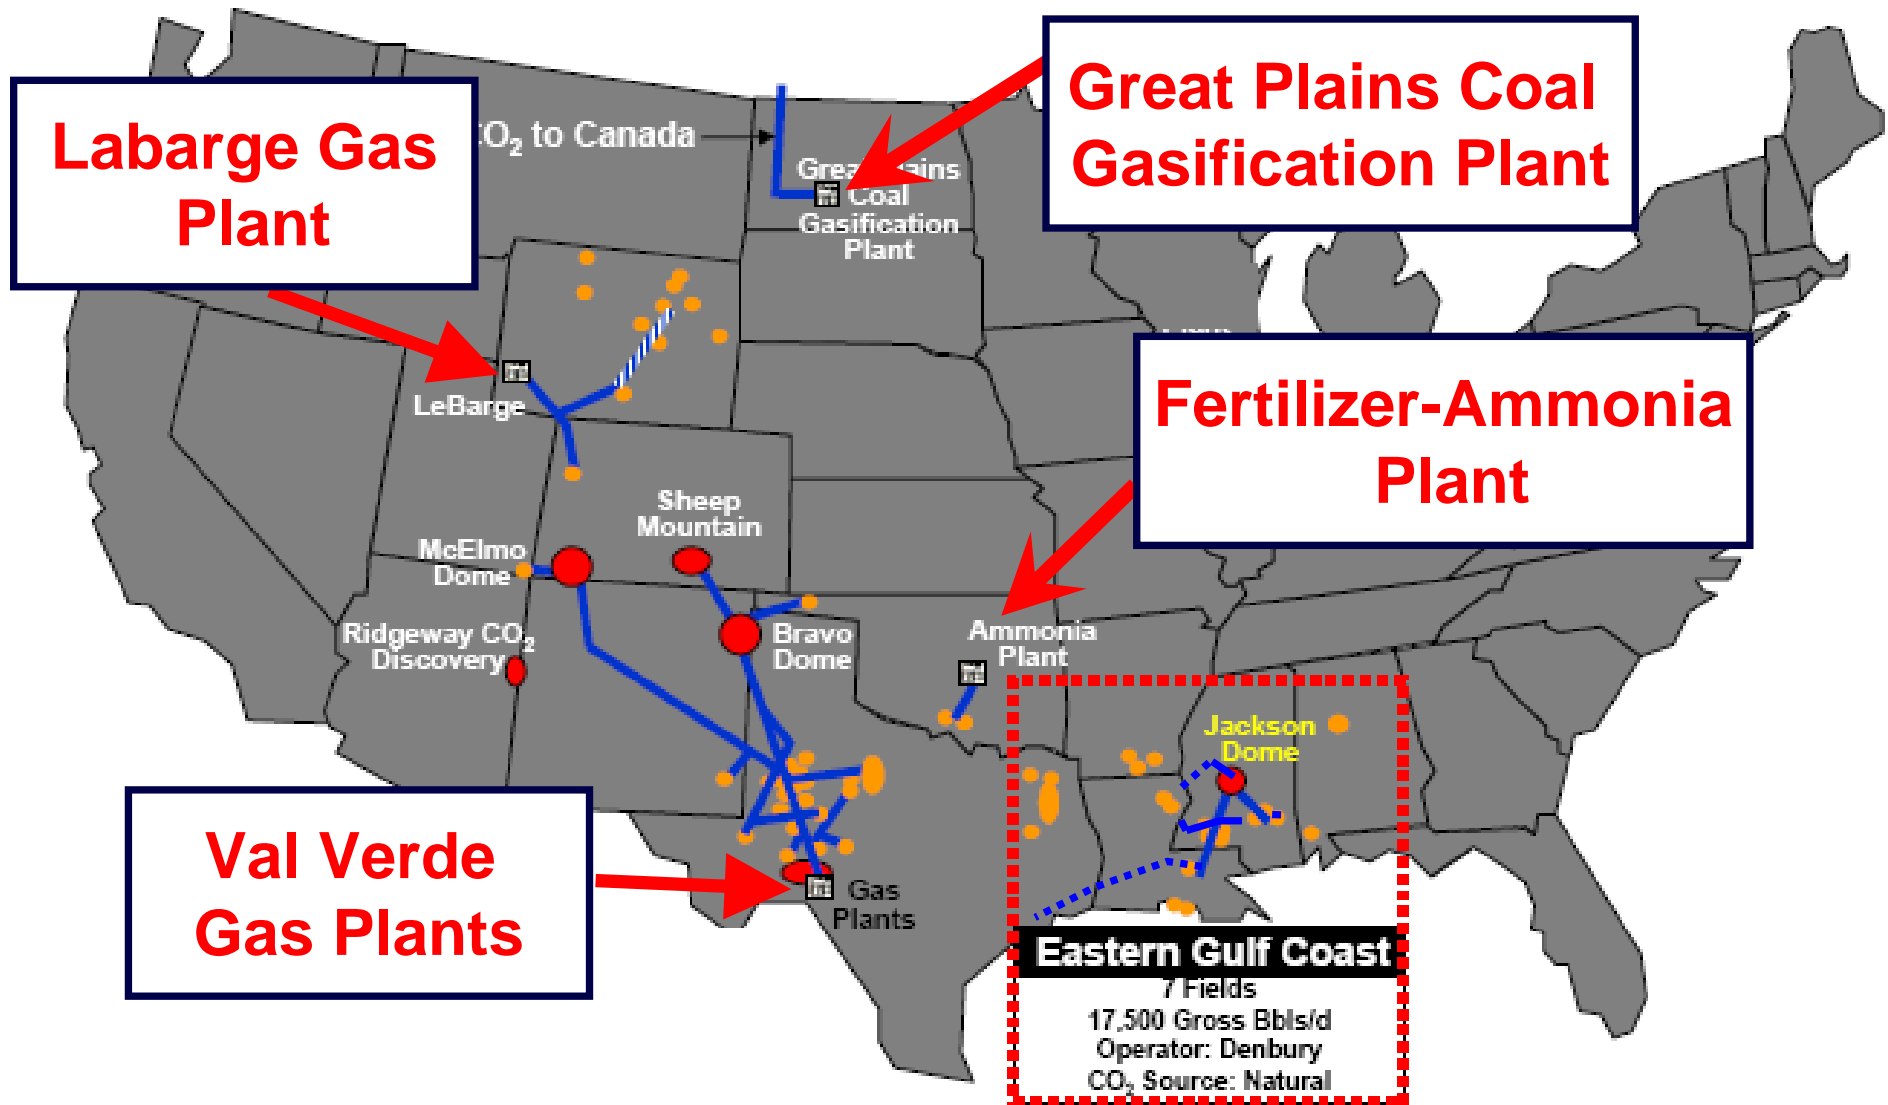 Great Plains Coal
Gasification Plant
Labarge Gas
Plant
CO₂ to Canada
Great Plains
Coal
Gasification
Plant
Fertilizer-Ammonia
Plant
LeBarge
Sheep
Mountain
McElmo
Dome
Ridgeway CO₂
Discovery
Bravo
Dome
Ammonia
Plant
Jackson
Dome
Val Verde
Gas Plants
Gas
Plants
Eastern Gulf Coast
7 Fields
17,500 Gross Bbls/d
Operator: Denbury
CO₂ Source: Natural